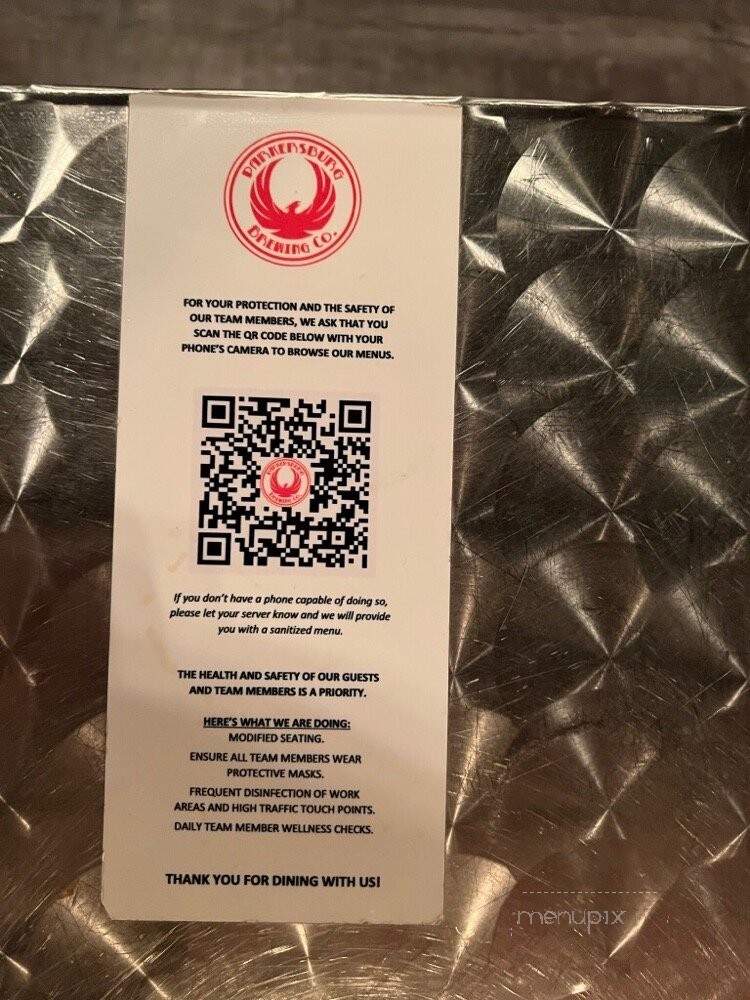 PARKERSBURG
BREWING CO.
FOR YOUR PROTECTION AND THE SAFETY OF
OUR TEAM MEMBERS, WE ASK THAT YOU
SCAN THE QR CODE BELOW WITH YOUR
PHONE'S CAMERA TO BROWSE OUR MENUS.
PARKERSBURG
BREWING CO.
If you don't have a phone capable of doing so,
please let your server know and we will provide
you with a sanitized menu.
THE HEALTH AND SAFETY OF OUR GUESTS
AND TEAM MEMBERS IS A PRIORITY.
HERE'S WHAT WE ARE DOING:
MODIFIED SEATING.
ENSURE ALL TEAM MEMBERS WEAR
PROTECTIVE MASKS.
FREQUENT DISINFECTION OF WORK
AREAS AND HIGH TRAFFIC TOUCH POINTS.
DAILY TEAM MEMBER WELLNESS CHECKS.
THANK YOU FOR DINING WITH US!
menupix